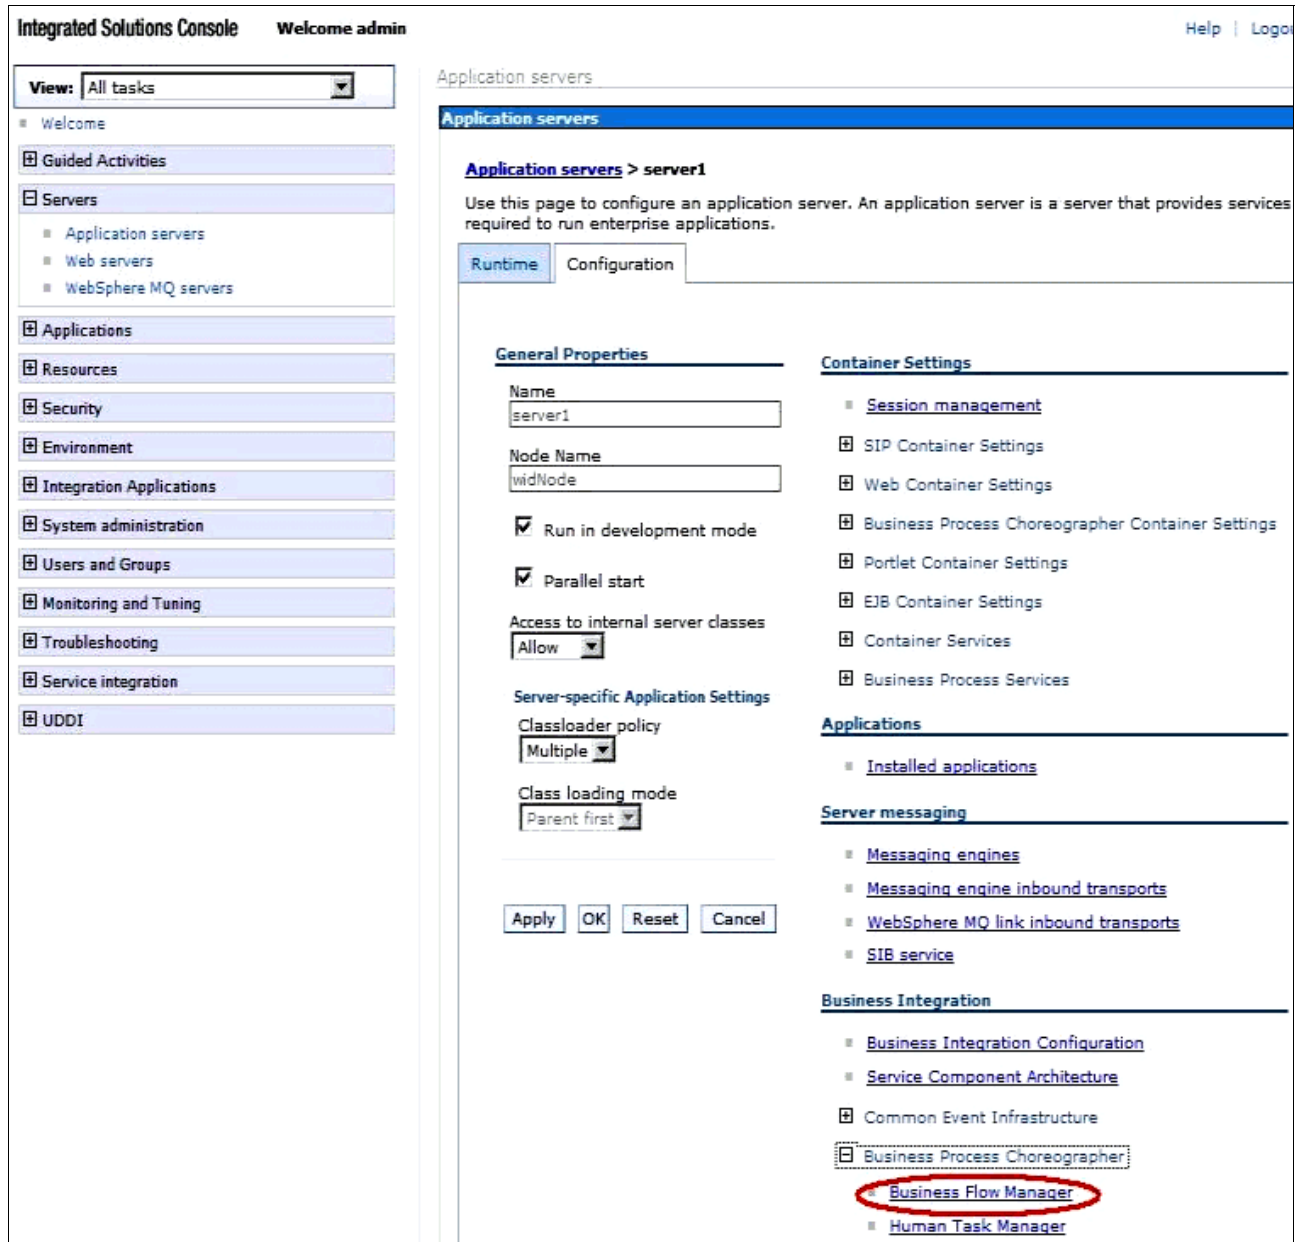 Integrated Solutions Console Welcome admin Help | Logou
View: All tasks
Welcome
Guided Activities
Servers
Application servers
Web servers
WebSphere MQ servers
Applications
Resources
Security
Environment
Integration Applications
System administration
Users and Groups
Monitoring and Tuning
Troubleshooting
Service integration
UDDI
Application servers
Application servers
Application servers > server1
Use this page to configure an application server. An application server is a server that provides services
required to run enterprise applications.
Runtime Configuration
General Properties
Name
server1
Node Name
widNode
Run in development mode
Parallel start
Access to internal server classes
Allow
Server-specific Application Settings
Classloader policy
Multiple
Class loading mode
Parent first
Apply OK Reset Cancel
Container Settings
Session management
SIP Container Settings
Web Container Settings
Business Process Choreographer Container Settings
Portlet Container Settings
EJB Container Settings
Container Services
Business Process Services
Applications
Installed applications
Server messaging
Messaging engines
Messaging engine inbound transports
WebSphere MQ link inbound transports
SIB service
Business Integration
Business Integration Configuration
Service Component Architecture
Common Event Infrastructure
Business Process Choreographer
Business Flow Manager
Human Task Manager